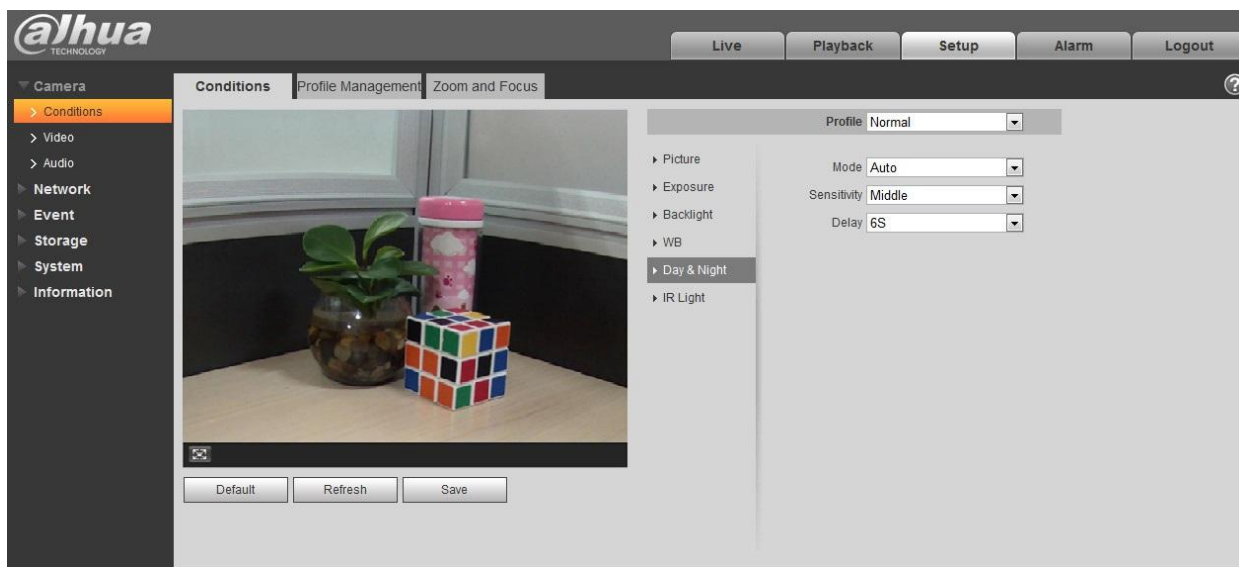 alhua
TECHNOLOGY
Live
Playback
Setup
Alarm
Logout
Camera
Conditions
Video
Audio
Network
Event
Storage
System
Information
Conditions
Profile Management
Zoom and Focus
?
Profile Normal
Picture
Exposure
Backlight
WB
Day & Night
IR Light
Mode Auto
Sensitivity Middle
Delay 6S
Default
Refresh
Save